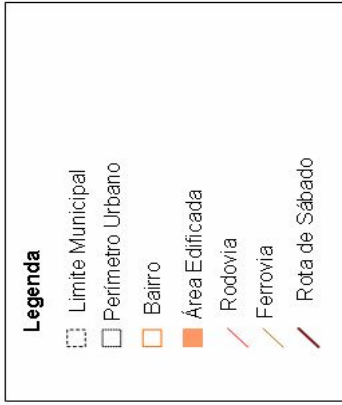 Legenda
Limite Municipal
Perímetro Urbano
Bairro
Área Edificada
Rodovia
Ferrovia
Rota de Sábado